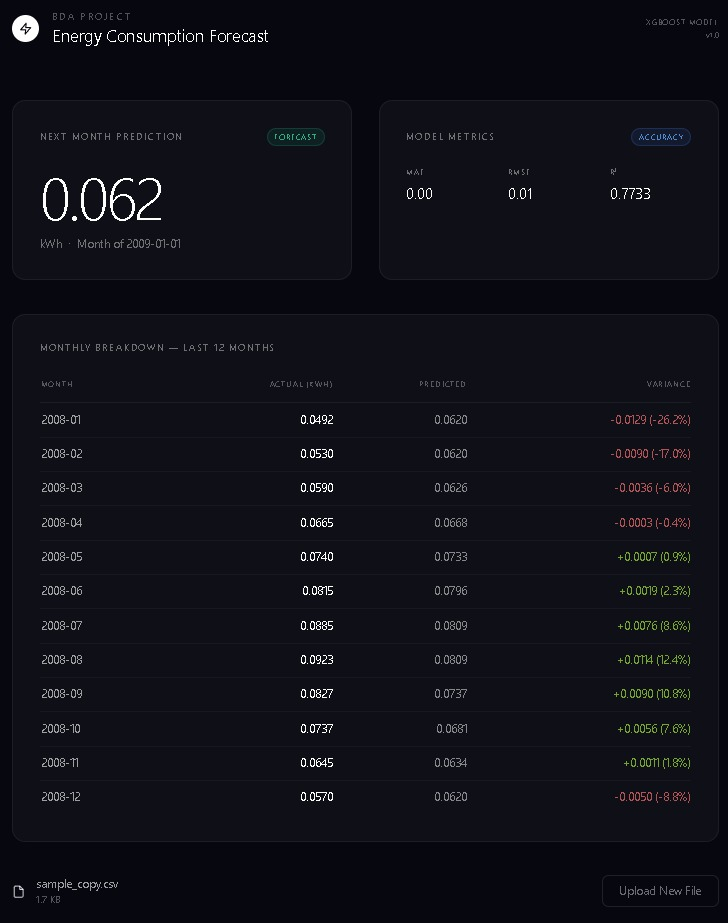 BDA PROJECT
Energy Consumption Forecast
XGBOOST MODEL
v1.0
NEXT MONTH PREDICTION
FORECAST
0.062
kWh · Month of 2009-01-01
MODEL METRICS
ACCURACY
MAE RMSE R²
0.00 0.01 0.7733
MONTHLY BREAKDOWN — LAST 12 MONTHS
MONTH ACTUAL (KWH) PREDICTED VARIANCE
2008-01 0.0492 0.0620 -0.0129 (-26.2%)
2008-02 0.0530 0.0620 -0.0090 (-17.0%)
2008-03 0.0590 0.0626 -0.0036 (-6.0%)
2008-04 0.0665 0.0668 -0.0003 (-0.4%)
2008-05 0.0740 0.0733 +0.0007 (0.9%)
2008-06 0.0815 0.0796 +0.0019 (2.3%)
2008-07 0.0885 0.0809 +0.0076 (8.6%)
2008-08 0.0923 0.0809 +0.0114 (12.4%)
2008-09 0.0827 0.0737 +0.0090 (10.8%)
2008-10 0.0737 0.0681 +0.0056 (7.6%)
2008-11 0.0645 0.0634 +0.0011 (1.8%)
2008-12 0.0570 0.0620 -0.0050 (-8.8%)
sample_copy.csv
1.7 KB
Upload New File